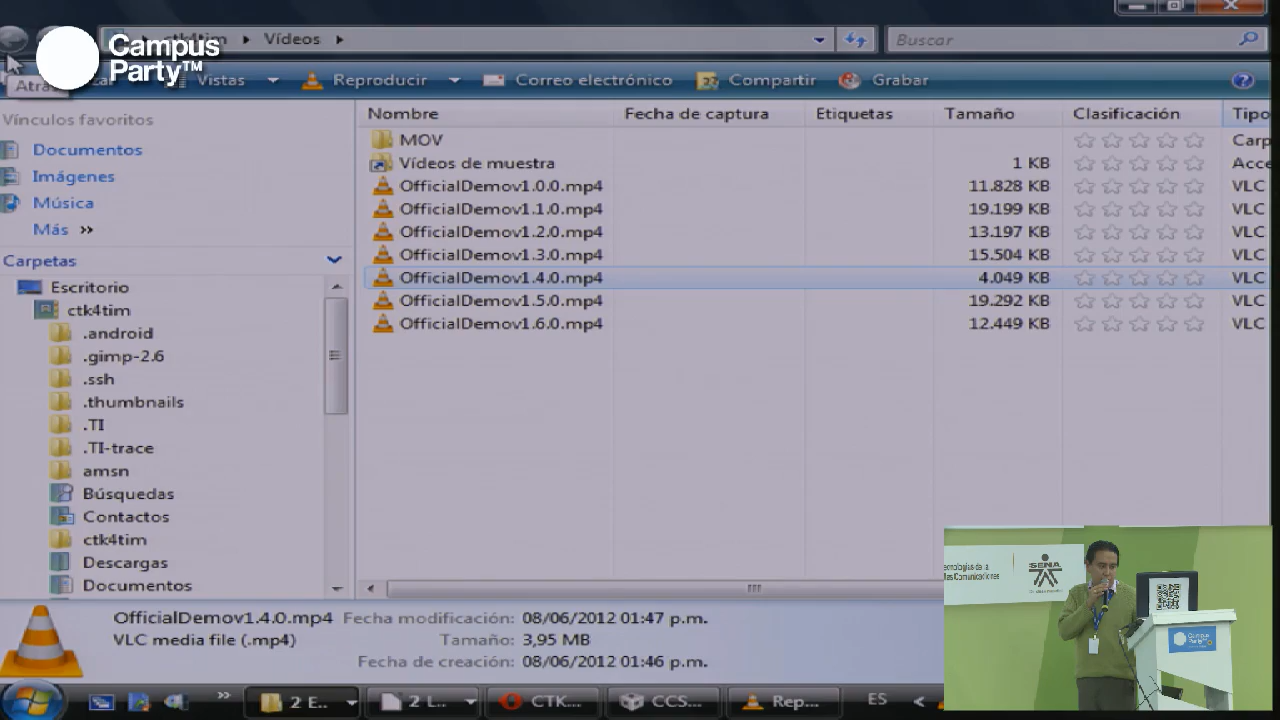 Campus
Party™
ctk4tim ▸ Vídeos ▸
Buscar
Vistas Reproducir Correo electrónico Compartir Grabar
Vínculos favoritos
Documentos
Imágenes
Música
Más »
Carpetas
Escritorio
ctk4tim
.android
.gimp-2.6
.ssh
.thumbnails
.TI
.TI-trace
amsn
Búsquedas
Contactos
ctk4tim
Descargas
Documentos
Nombre Fecha de captura Etiquetas Tamaño Clasificación Tipo
MOV Carp
Vídeos de muestra 1 KB Acce
OfficialDemov1.0.0.mp4 11.828 KB VLC
OfficialDemov1.1.0.mp4 19.199 KB VLC
OfficialDemov1.2.0.mp4 13.197 KB VLC
OfficialDemov1.3.0.mp4 15.504 KB VLC
OfficialDemov1.4.0.mp4 4.049 KB VLC
OfficialDemov1.5.0.mp4 19.292 KB VLC
OfficialDemov1.6.0.mp4 12.449 KB VLC
OfficialDemov1.4.0.mp4 Fecha modificación: 08/06/2012 01:47 p.m.
VLC media file (.mp4) Tamaño: 3,95 MB
Fecha de creación: 08/06/2012 01:46 p.m.
2 E... 2 L... CTK... CCS... Rep... ES
SENA
Campus
Party